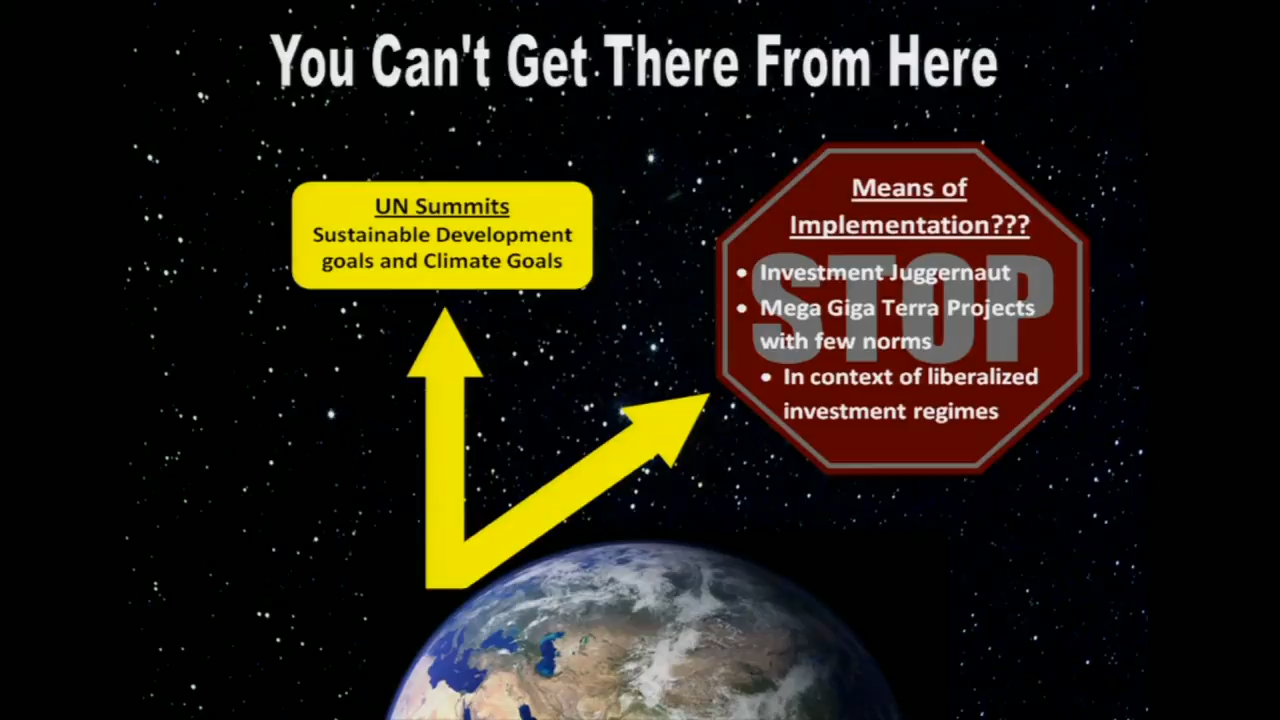 You Can't Get There From Here
UN Summits
Sustainable Development
goals and Climate Goals
Means of
Implementation???
STOP
• Investment Juggernaut
• Mega Giga Terra Projects
with few norms
• In context of liberalized
investment regimes